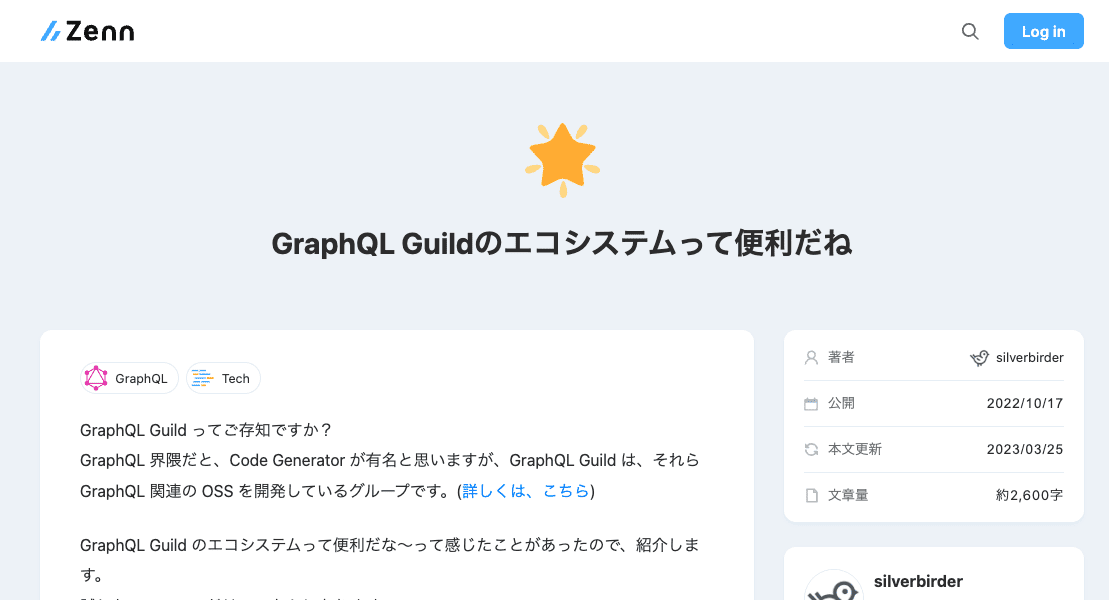 Zenn
Log in
GraphQL Guildのエコシステムって便利だね
GraphQL
Tech
GraphQL Guild ってご存知ですか？
GraphQL 界隈だと、Code Generator が有名と思いますが、GraphQL Guild は、それら
GraphQL 関連の OSS を開発しているグループです。(詳しくは、こちら)
GraphQL Guild のエコシステムって便利だな〜って感じたことがあったので、紹介しま
す。
著者 silverbirder
公開 2022/10/17
本文更新 2023/03/25
文章量 約2,600字
silverbirder